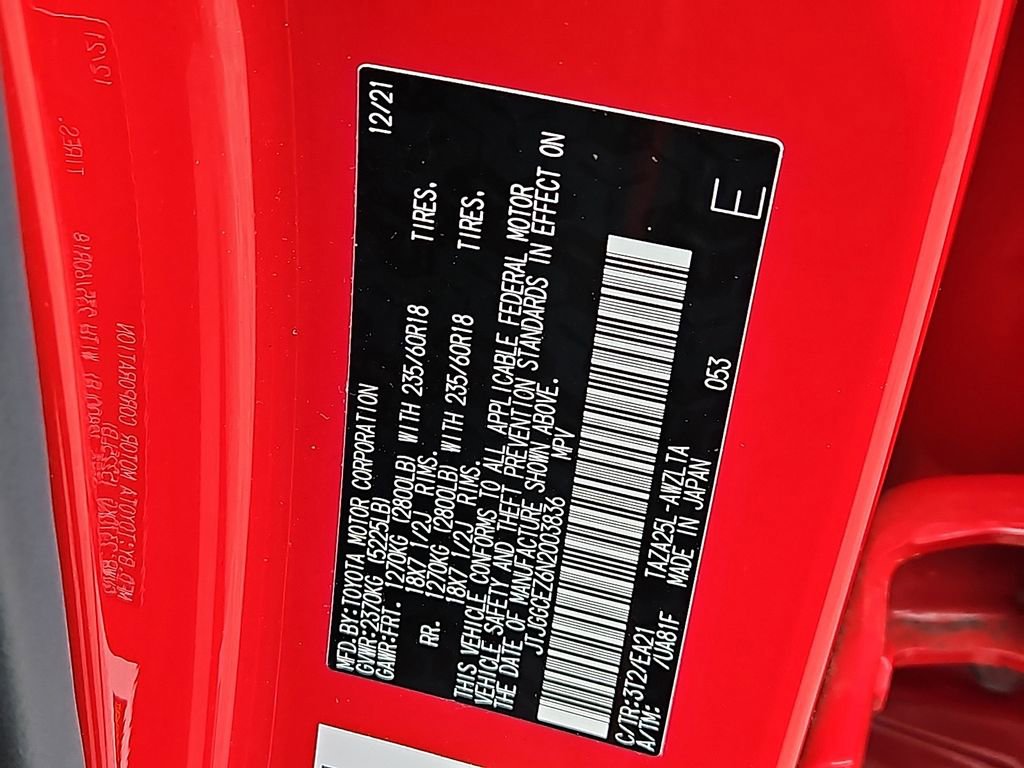 MFD.BY:TOYOTA MOTOR CORPORATION 12/21
GVWR:2370KG (5225LB)
GAWR:FRT. 1270KG (2800LB) WITH 235/60R18 TIRES.
18X7 1/2J RIMS.
RR. 1270KG (2800LB) WITH 235/60R18 TIRES.
18X7 1/2J RIMS.
THIS VEHICLE CONFORMS TO ALL APPLICABLE FEDERAL MOTOR
VEHICLE SAFETY AND THEFT PREVENTION STANDARDS IN EFFECT ON
THE DATE OF MANUFACTURE SHOWN ABOVE.
JTJGGCEZ6N2003836 MPV
C/TR:3T2/EA21 TAZA25L-AWZLTA 053 E
A/TM: /UA81F MADE IN JAPAN